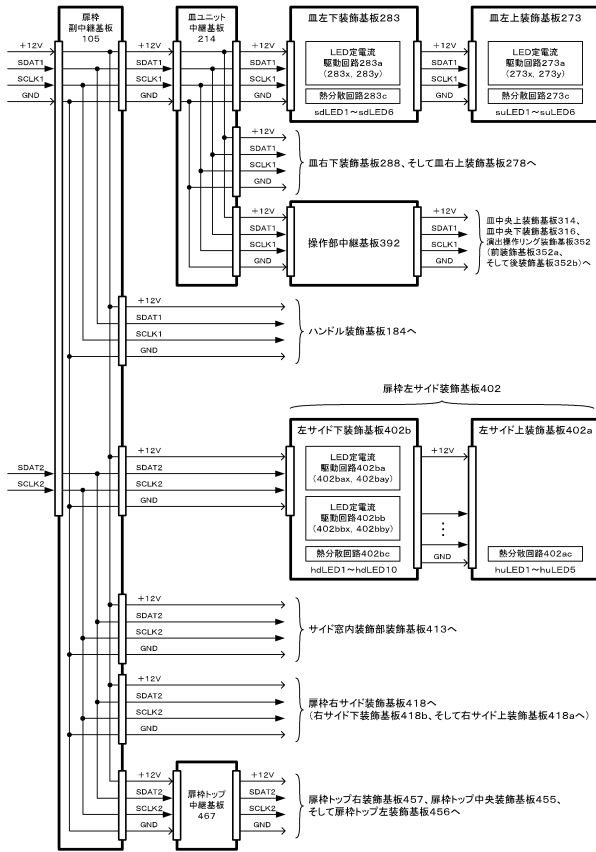 扉枠
副中継基板
105
皿ユニット
中継基板
214
皿左下装飾基板283
皿左上装飾基板273
+12V
SDAT1
SCLK1
GND
+12V
SDAT1
SCLK1
GND
+12V
SDAT1
SCLK1
GND
LED定電流
駆動回路283a
(283x, 283y)
熱分散回路283c
sdLED1～sdLED6
+12V
SDAT1
SCLK1
GND
LED定電流
駆動回路273a
(273x, 273y)
熱分散回路273c
suLED1～suLED6
+12V
SDAT1
SCLK1
GND
皿右下装飾基板288、そして皿右上装飾基板278へ
+12V
SDAT1
SCLK1
GND
操作部中継基板392
+12V
SDAT1
SCLK1
GND
皿中央上装飾基板314、
皿中央下装飾基板316、
演出操作リング装飾基板352
(前装飾基板352a、
そして後装飾基板352b)へ
+12V
SDAT1
SCLK1
GND
ハンドル装飾基板184へ
扉枠左サイド装飾基板402
左サイド下装飾基板402b
左サイド上装飾基板402a
SDAT2
SCLK2
+12V
SDAT2
SCLK2
GND
LED定電流
駆動回路402ba
(402bax, 402bay)
LED定電流
駆動回路402bb
(402bbx, 402bby)
熱分散回路402bc
hdLED1～hdLED10
+12V
⋮
GND
熱分散回路402ac
huLED1～huLED5
+12V
SDAT2
SCLK2
GND
サイド窓内装飾部装飾基板413へ
+12V
SDAT2
SCLK2
GND
扉枠右サイド装飾基板418へ
(右サイド下装飾基板418b、そして右サイド上装飾基板418aへ)
+12V
SDAT2
SCLK2
GND
扉枠トップ
中継基板
467
+12V
SDAT2
SCLK2
GND
扉枠トップ右装飾基板457、扉枠トップ中央装飾基板455、
そして扉枠トップ左装飾基板456へ